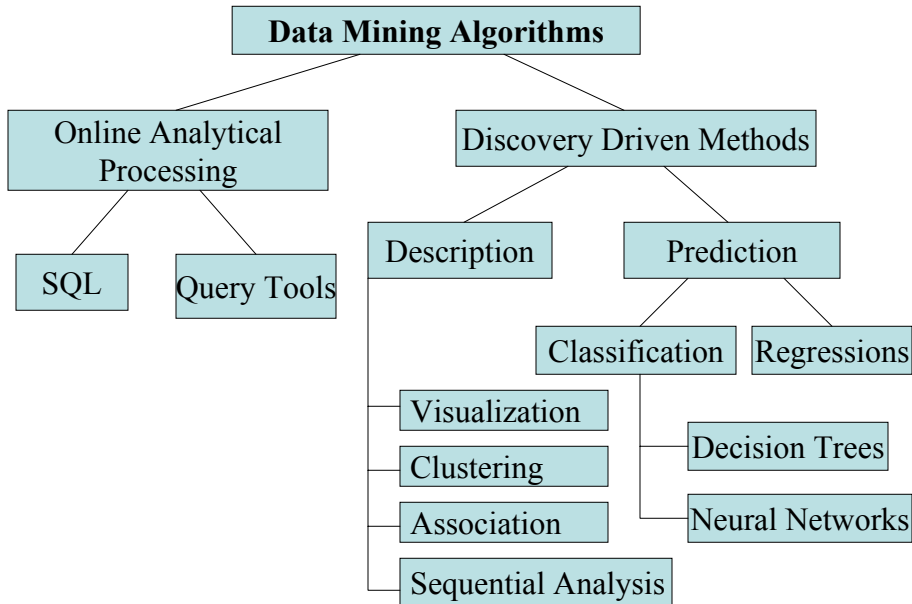 Data Mining Algorithms
Online Analytical
Processing
Discovery Driven Methods
SQL
Query Tools
Description
Prediction
Classification
Regressions
Visualization
Clustering
Association
Sequential Analysis
Decision Trees
Neural Networks